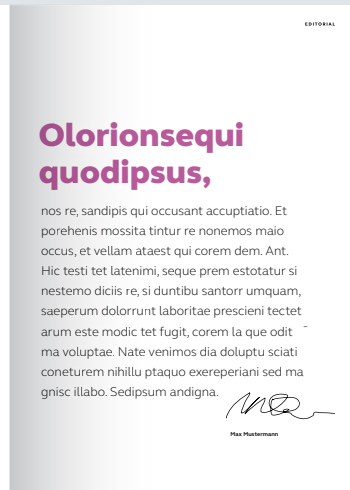 EDITORIAL
Olorionsequi
quodipsus,
nos re, sandipis qui occusant accuptiatio. Et
porehenis mossita tintur re nonemos maio
occus, et vellam ataest qui corem dem. Ant.
Hic testi tet latenimi, seque prem estotatur si
nestemo diciis re, si duntibu santorr umquam,
saeperum dolorrunt laboritae prescieni tectet
arum este modic tet fugit, corem la que odit -
ma voluptae. Nate venimos dia doluptu sciati
coneturem nihillu ptaquo exereperiani sed ma
gnisc illabo. Sedipsum andigna.
Max Mustermann